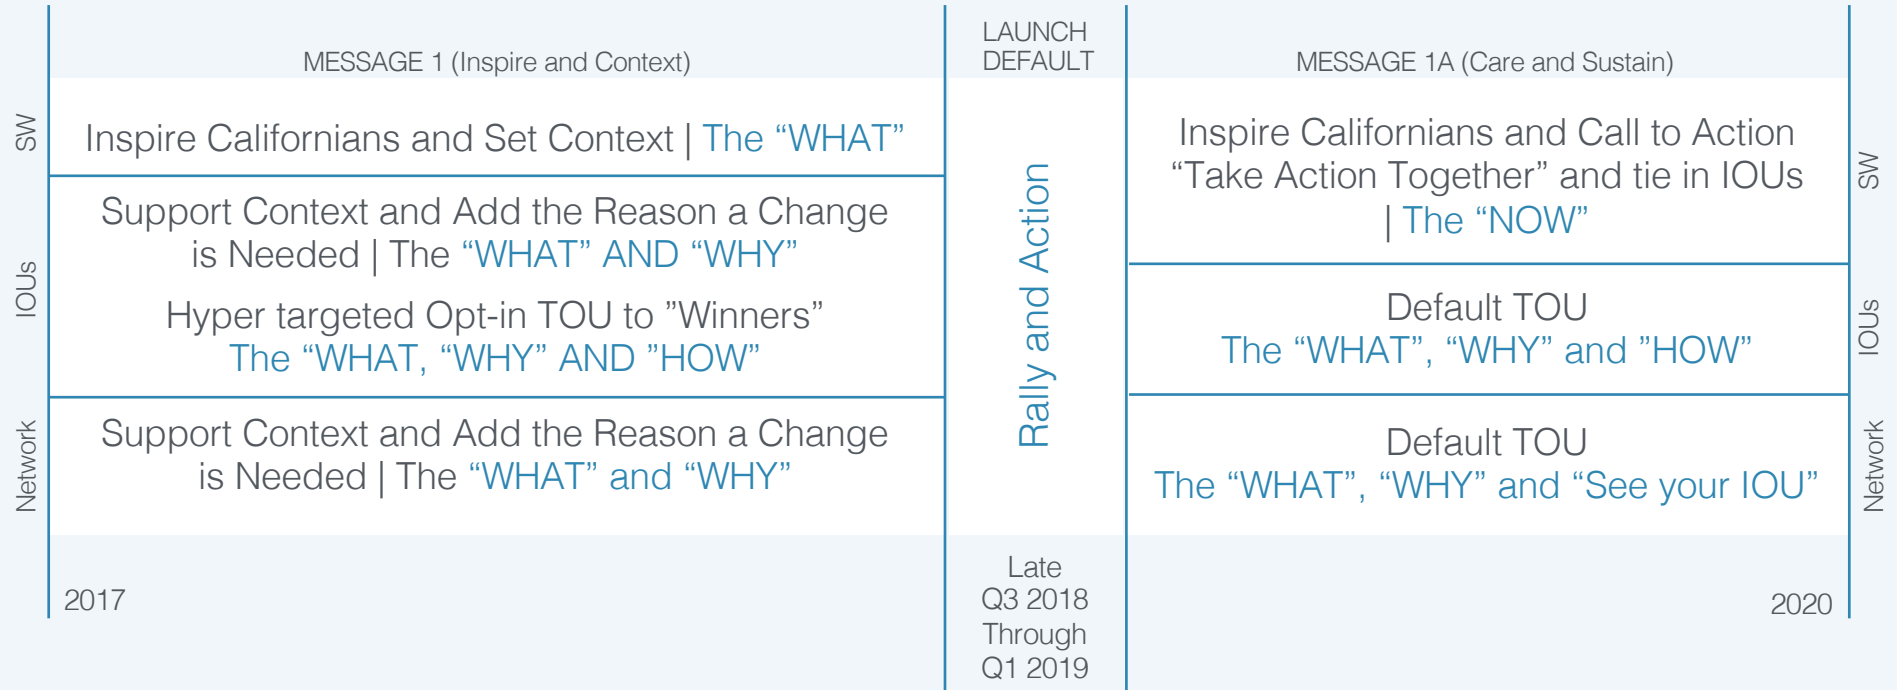 MESSAGE 1 (Inspire and Context)
SW
Inspire Californians and Set Context | The “WHAT”
IOUs
Support Context and Add the Reason a Change
is Needed | The “WHAT” AND “WHY”
Hyper targeted Opt-in TOU to ”Winners”
The “WHAT, “WHY” AND ”HOW”
Network
Support Context and Add the Reason a Change
is Needed | The “WHAT” and “WHY”
2017
LAUNCH
DEFAULT
Rally and Action
Late
Q3 2018
Through
Q1 2019
MESSAGE 1A (Care and Sustain)
Inspire Californians and Call to Action
“Take Action Together” and tie in IOUs
| The “NOW”
SW
Default TOU
The “WHAT”, “WHY” and ”HOW”
IOUs
Default TOU
The “WHAT”, “WHY” and “See your IOU”
Network
2020